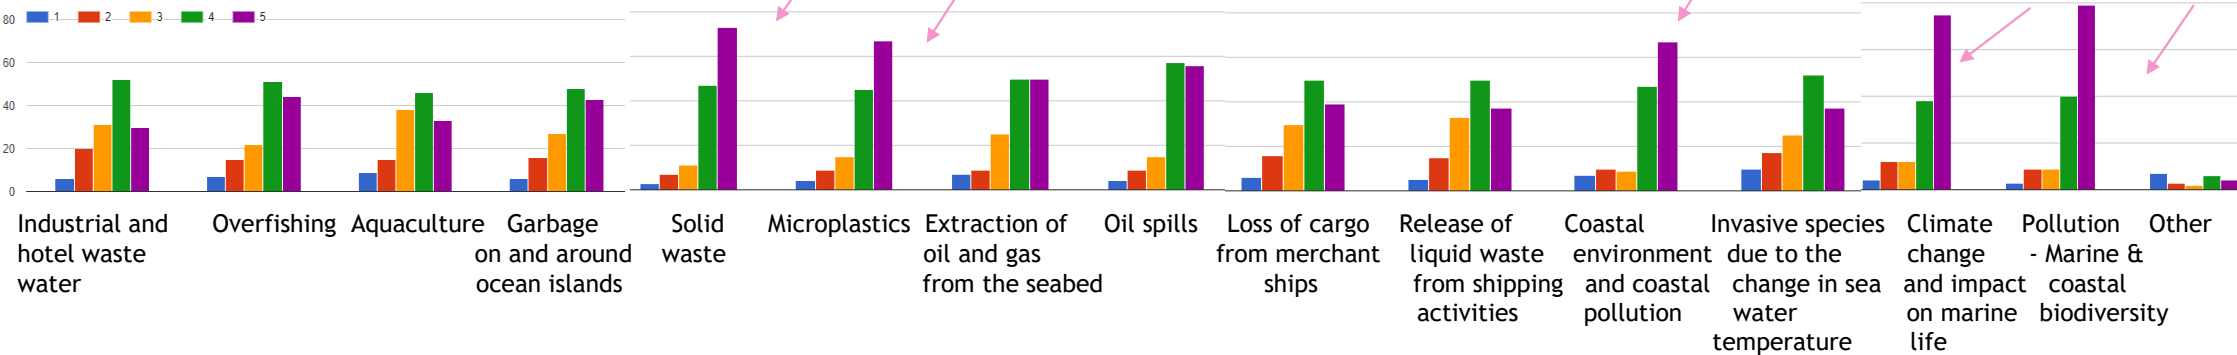 80
1 2 3 4 5
60
40
20
0
Industrial and
hotel waste
water
Overfishing
Aquaculture
Garbage
on and around
ocean islands
Solid
waste
Microplastics
Extraction of
oil and gas
from the seabed
Oil spills
Loss of cargo
from merchant
ships
Release of
liquid waste
from shipping
activities
Coastal
environment
and coastal
pollution
Invasive species
due to the
change in sea
water
temperature
Climate
change
and impact
on marine
life
Pollution
- Marine &
coastal
biodiversity
Other